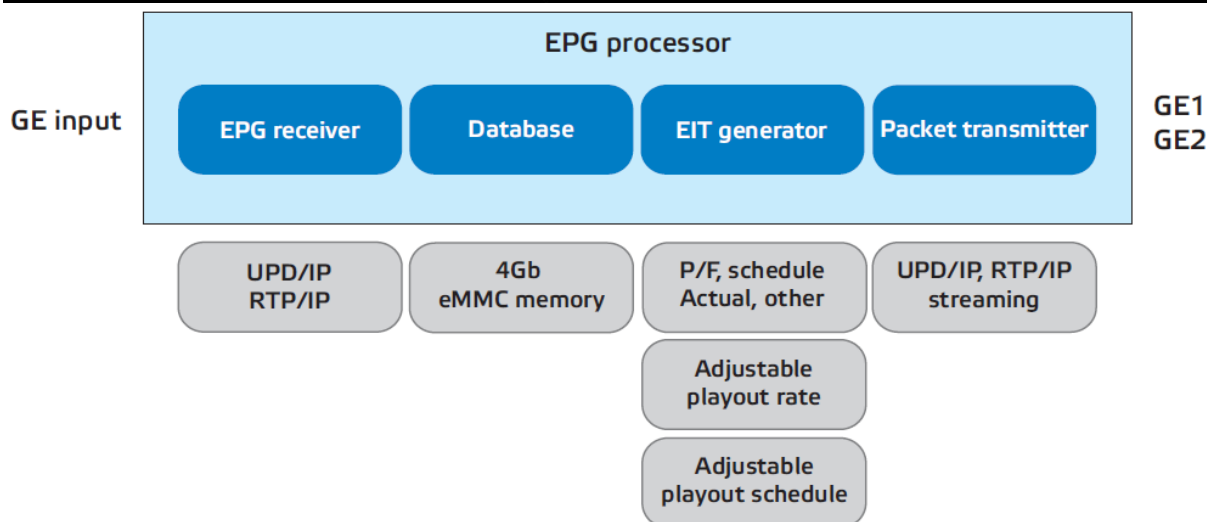 EPG processor
GE input
EPG receiver
Database
EIT generator
Packet transmitter
GE1
GE2
UPD/IP
RTP/IP
4Gb
eMMC memory
P/F, schedule
Actual, other
UPD/IP, RTP/IP
streaming
Adjustable
playout rate
Adjustable
playout schedule